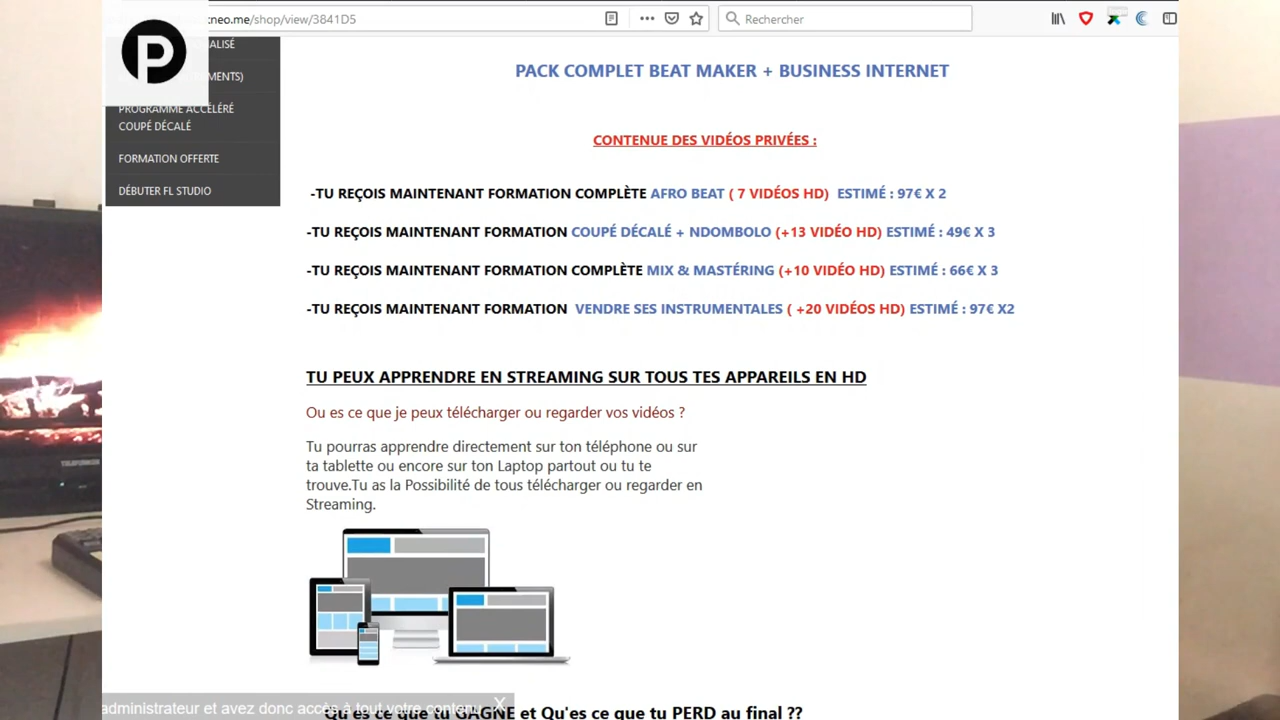 cneo.me/shop/view/3841D5
Rechercher
P
ALISÉ
MENTS)
PROGRAMME ACCÉLÉRÉ
COUPÉ DÉCALÉ
FORMATION OFFERTE
DÉBUTER FL STUDIO
PACK COMPLET BEAT MAKER + BUSINESS INTERNET
CONTENUE DES VIDÉOS PRIVÉES :
-TU REÇOIS MAINTENANT FORMATION COMPLÈTE AFRO BEAT ( 7 VIDÉOS HD) ESTIMÉ : 97€ X 2
-TU REÇOIS MAINTENANT FORMATION COUPÉ DÉCALÉ + NDOMBOLO (+13 VIDÉO HD) ESTIMÉ : 49€ X 3
-TU REÇOIS MAINTENANT FORMATION COMPLÈTE MIX & MASTÉRING (+10 VIDÉO HD) ESTIMÉ : 66€ X 3
-TU REÇOIS MAINTENANT FORMATION VENDRE SES INSTRUMENTALES ( +20 VIDÉOS HD) ESTIMÉ : 97€ X2
TU PEUX APPRENDRE EN STREAMING SUR TOUS TES APPAREILS EN HD
Ou es ce que je peux télécharger ou regarder vos vidéos ?
Tu pourras apprendre directement sur ton téléphone ou sur
ta tablette ou encore sur ton Laptop partout ou tu te
trouve.Tu as la Possibilité de tous télécharger ou regarder en
Streaming.
TELEFUNKEN
administrateur et avez donc accès à tout votre contenu X
Qu'es ce que tu GAGNE et Qu'es ce que tu PERD au final ??